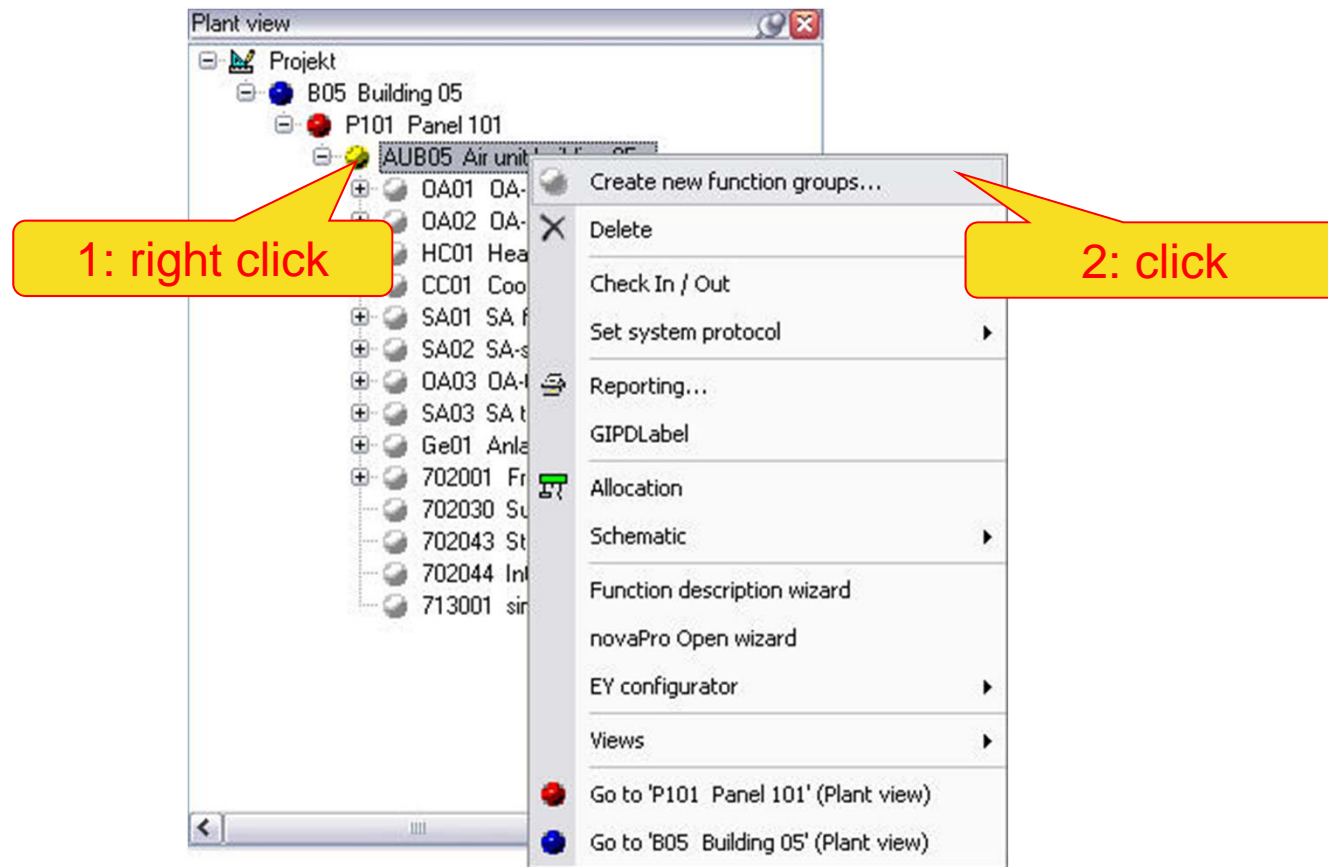 Plant view
Projekt
B05 Building 05
P101 Panel 101
AUB05 Air unit
OA01 OA-
OA02 OA-
HC01 Hea
CC01 Coo
SA01 SA f
SA02 SA-s
OA03 OA-
SA03 SA t
Ge01 Anla
702001 Fr
702030 Su
702043 St
702044 Int
713001 sin
1: right click
Create new function groups...
2: click
Delete
Check In / Out
Set system protocol
Reporting...
GIPDLabel
Allocation
Schematic
Function description wizard
novaPro Open wizard
EY configurator
Views
Go to 'P101 Panel 101' (Plant view)
Go to 'B05 Building 05' (Plant view)